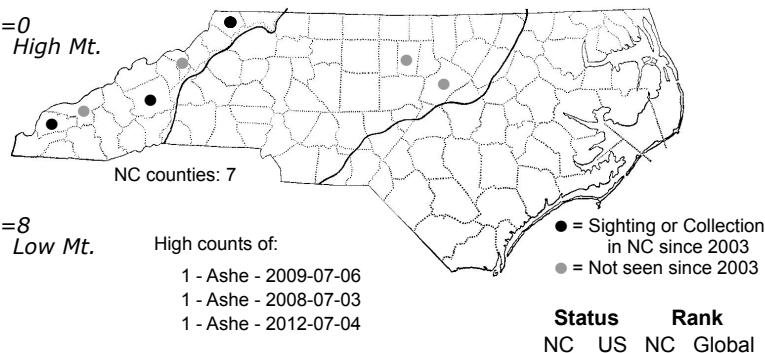 =0
High Mt.
NC counties: 7
=8
Low Mt.
High counts of:
1 - Ashe - 2009-07-06
1 - Ashe - 2008-07-03
1 - Ashe - 2012-07-04
= Sighting or Collection
in NC since 2003
= Not seen since 2003
Status Rank
NC US NC Global